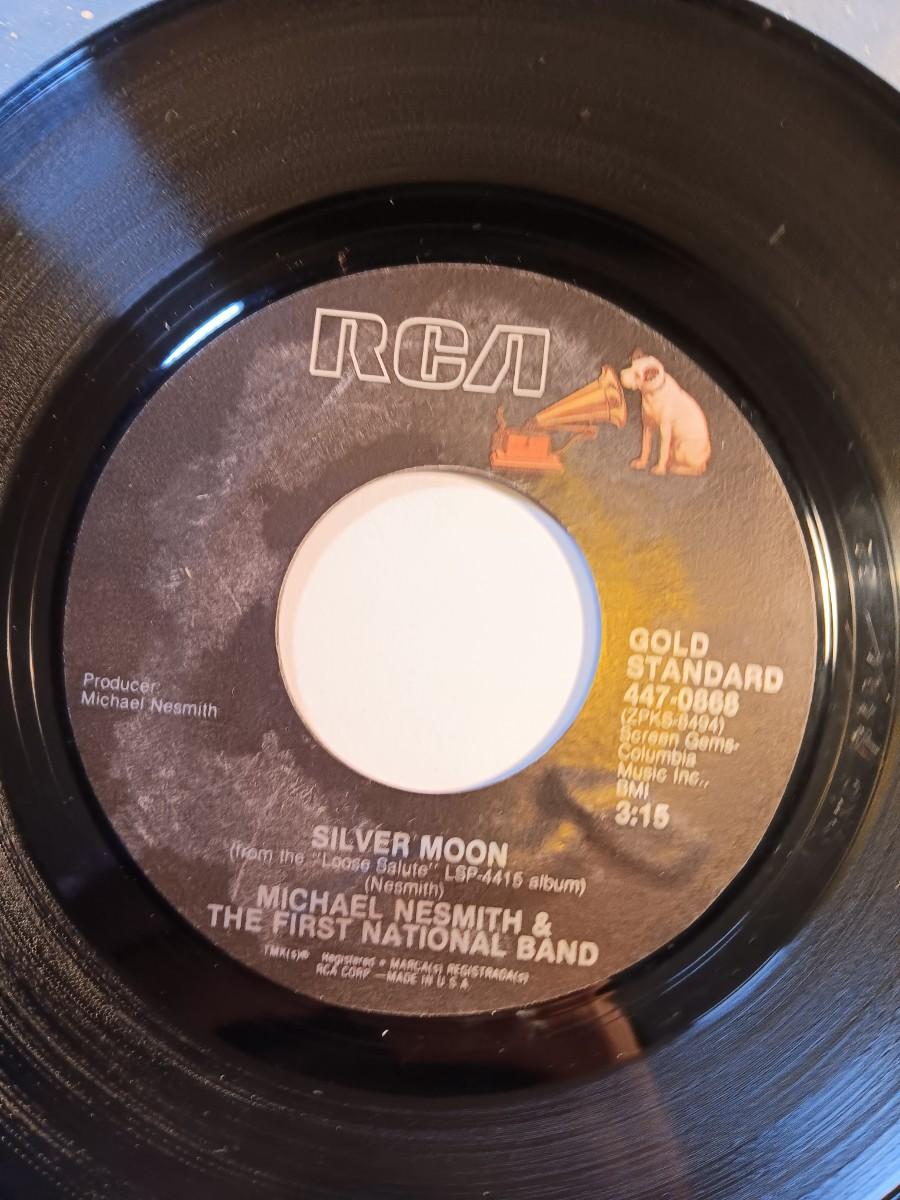 RCA
Producer:
Michael Nesmith
GOLD
STANDARD
447-0868
(ZPKS-8494)
Screen Gems-
Columbia
Music Inc.,
BMI
3:15
SILVER MOON
(from the "Loose Salute" LSP-4415 album)
(Nesmith)
MICHAEL NESMITH &
THE FIRST NATIONAL BAND
TMK(s)® Registered • MARCA(s) REGISTRADA(s)
RCA CORP —MADE IN U S A